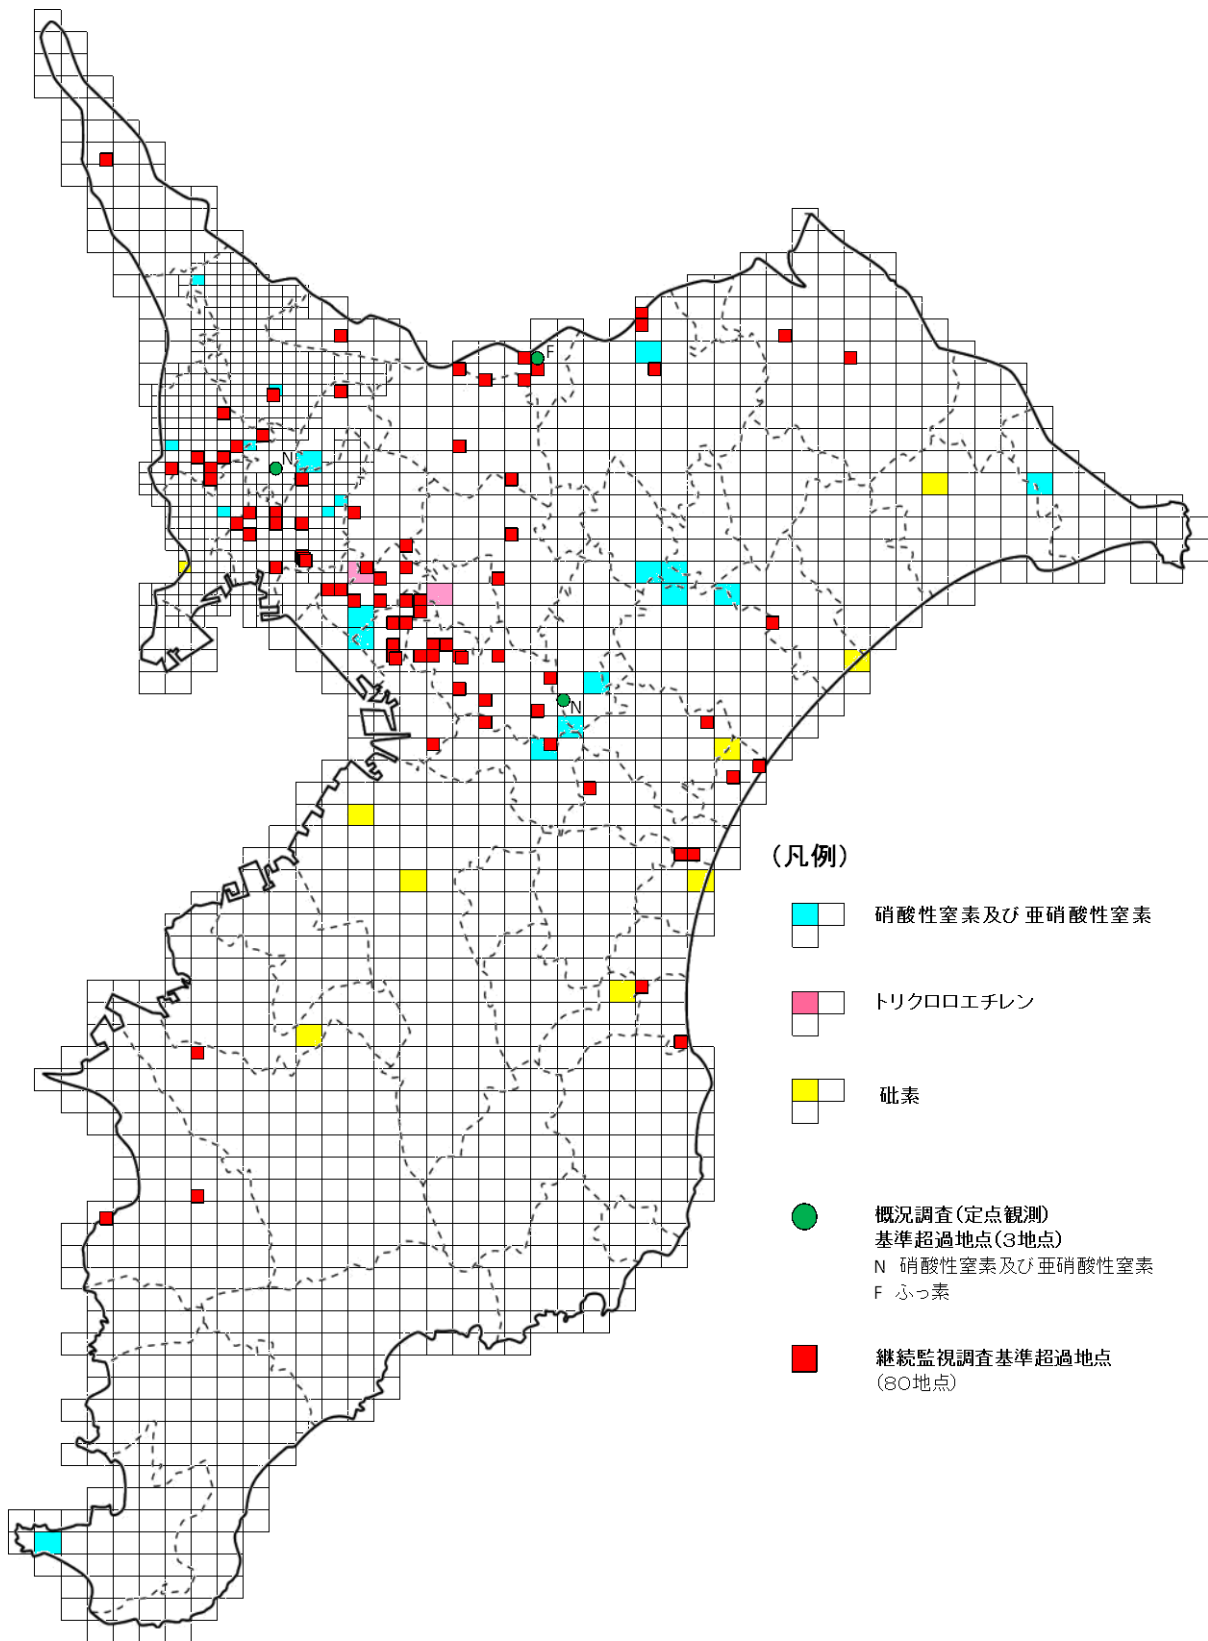 F
N
N
（凡例）
硝酸性窒素及び亜硝酸性窒素
トリクロロエチレン
砒素
概況調査（定点観測）
基準超過地点（3地点）
N 硝酸性窒素及び亜硝酸性窒素
F ふっ素
継続監視調査基準超過地点
（80地点）